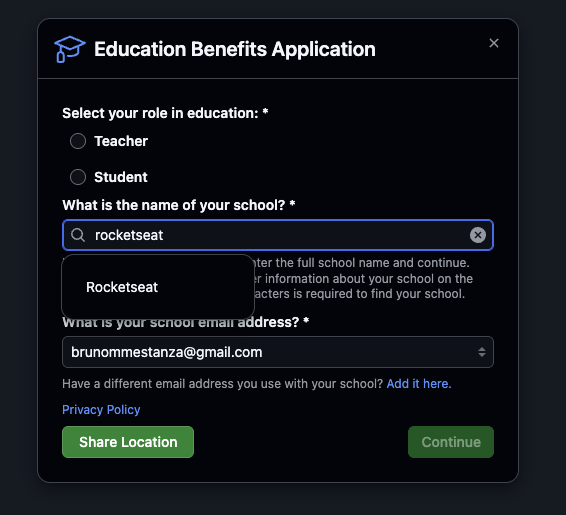 Education Benefits Application
Select your role in education: *
Teacher
Student
What is the name of your school? *
rocketseat
Rocketseat
nter the full school name and continue.
er information about your school on the
acters is required to find your school.
What is your school email address? *
brunommestanza@gmail.com
Have a different email address you use with your school? Add it here.
Privacy Policy
Share Location
Continue